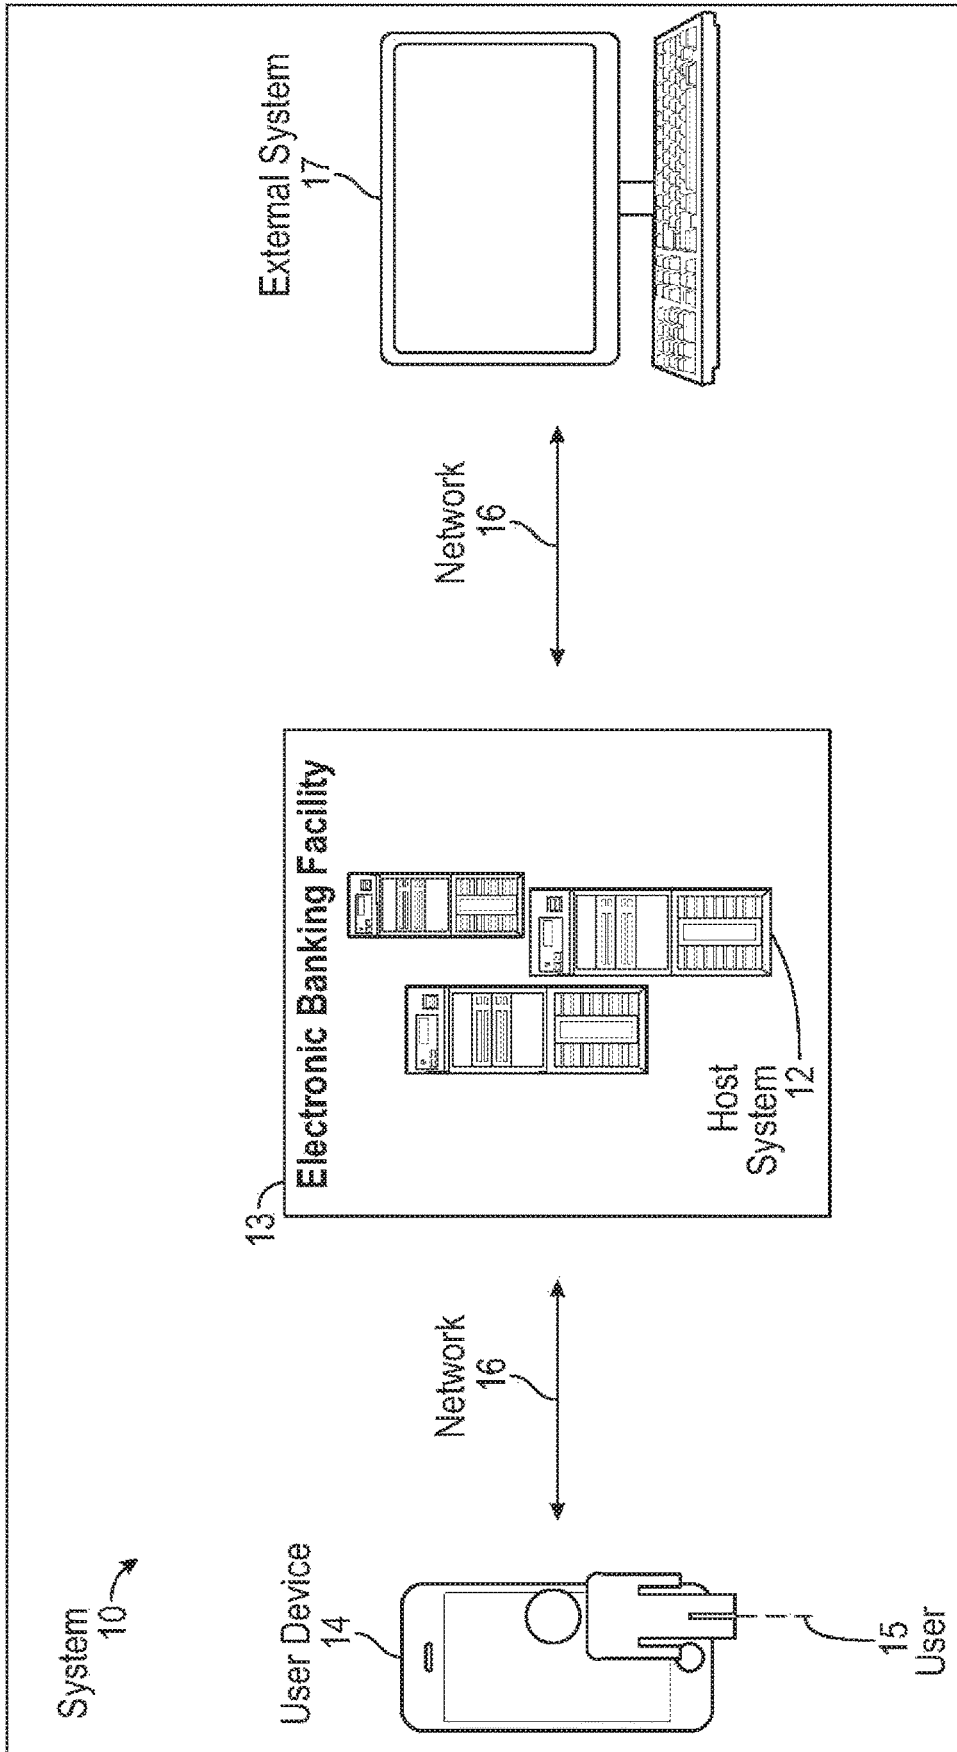 System
10
User Device
14
15
User
Network
16
13
Electronic Banking Facility
Host
System
12
Network
16
External System
17